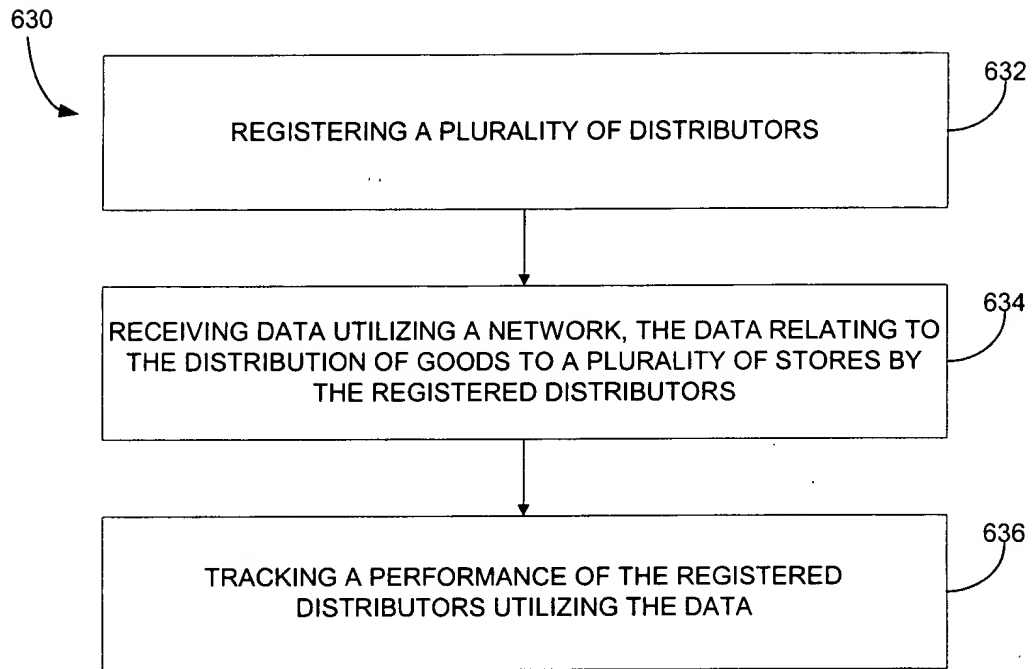 630
632
REGISTERING A PLURALITY OF DISTRIBUTORS
634
RECEIVING DATA UTILIZING A NETWORK, THE DATA RELATING TO
THE DISTRIBUTION OF GOODS TO A PLURALITY OF STORES BY
THE REGISTERED DISTRIBUTORS
636
TRACKING A PERFORMANCE OF THE REGISTERED
DISTRIBUTORS UTILIZING THE DATA